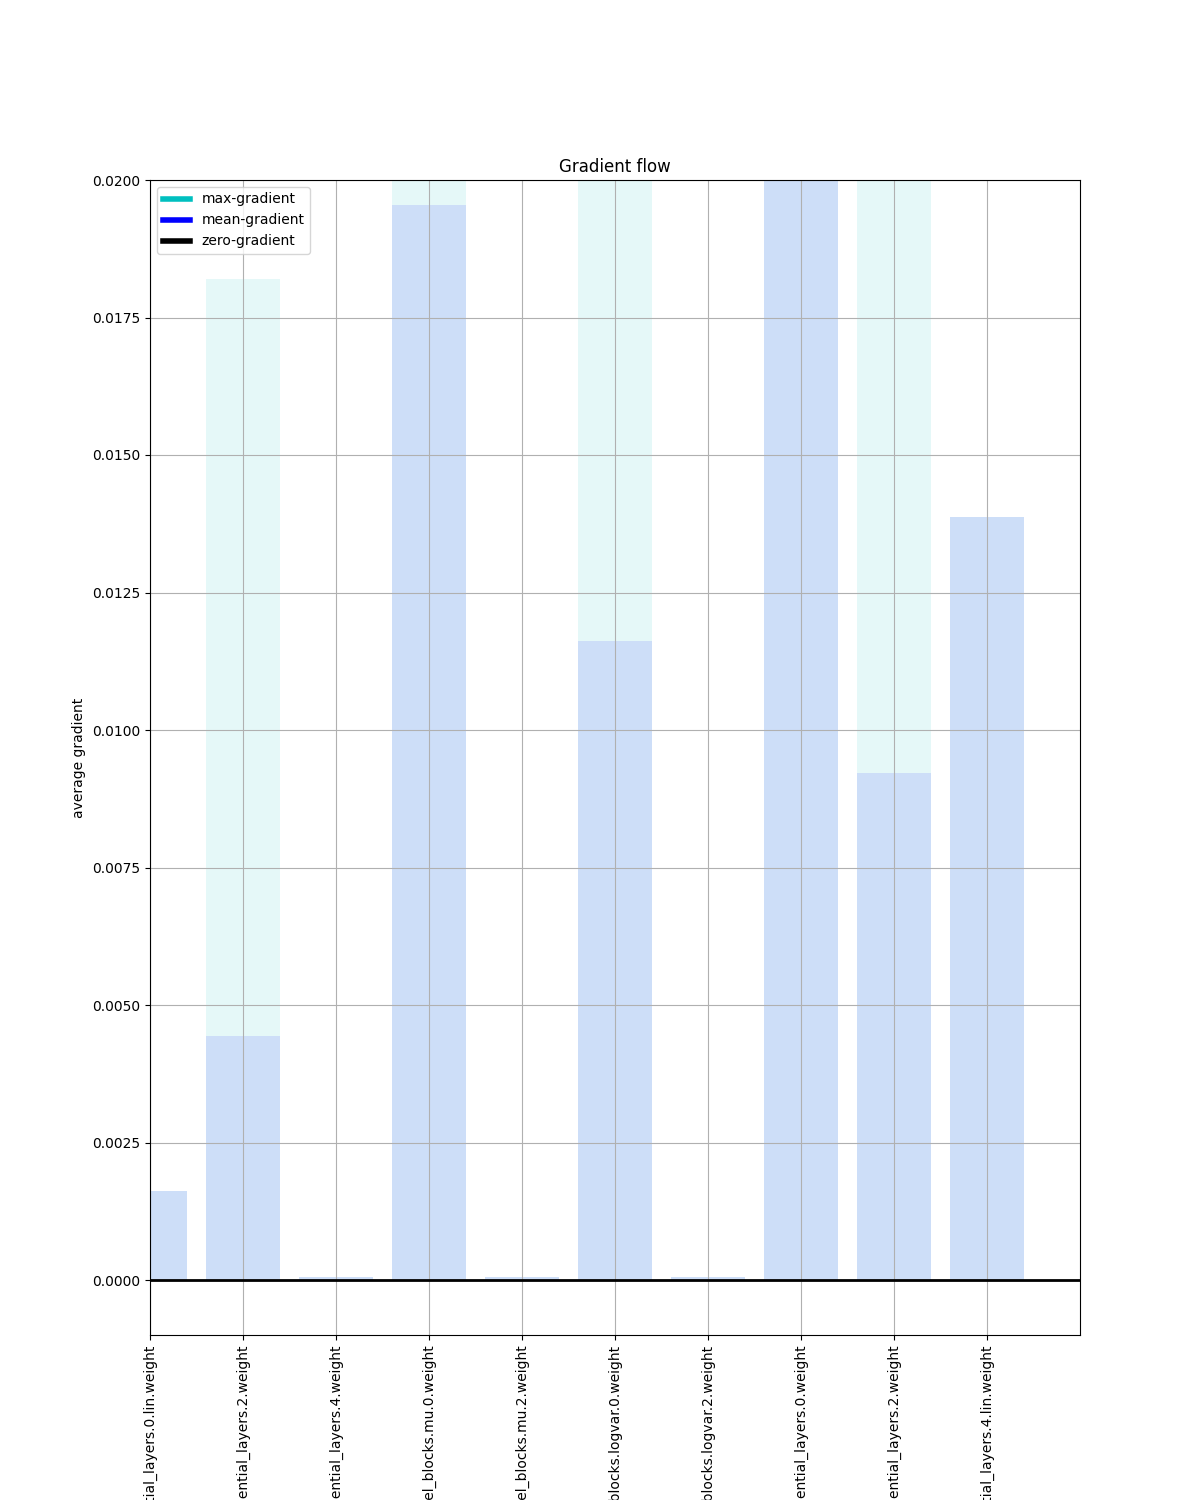 Gradient flow
max-gradient
mean-gradient
zero-gradient
0.0200
0.0175
0.0150
0.0125
0.0100
0.0075
0.0050
0.0025
0.0000
average gradient
tial_layers.0.lin.weight
ential_layers.2.weight
ential_layers.4.weight
el_blocks.mu.0.weight
el_blocks.mu.2.weight
blocks.logvar.0.weight
blocks.logvar.2.weight
ential_layers.0.weight
ential_layers.2.weight
tial_layers.4.lin.weight